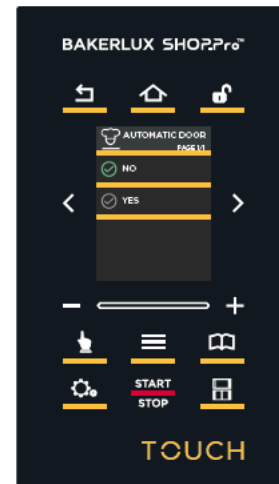 BAKERLUX SHOP.Pro™
AUTOMATIC DOOR
PAGE 1/1
NO
YES
START
STOP
TOUCH